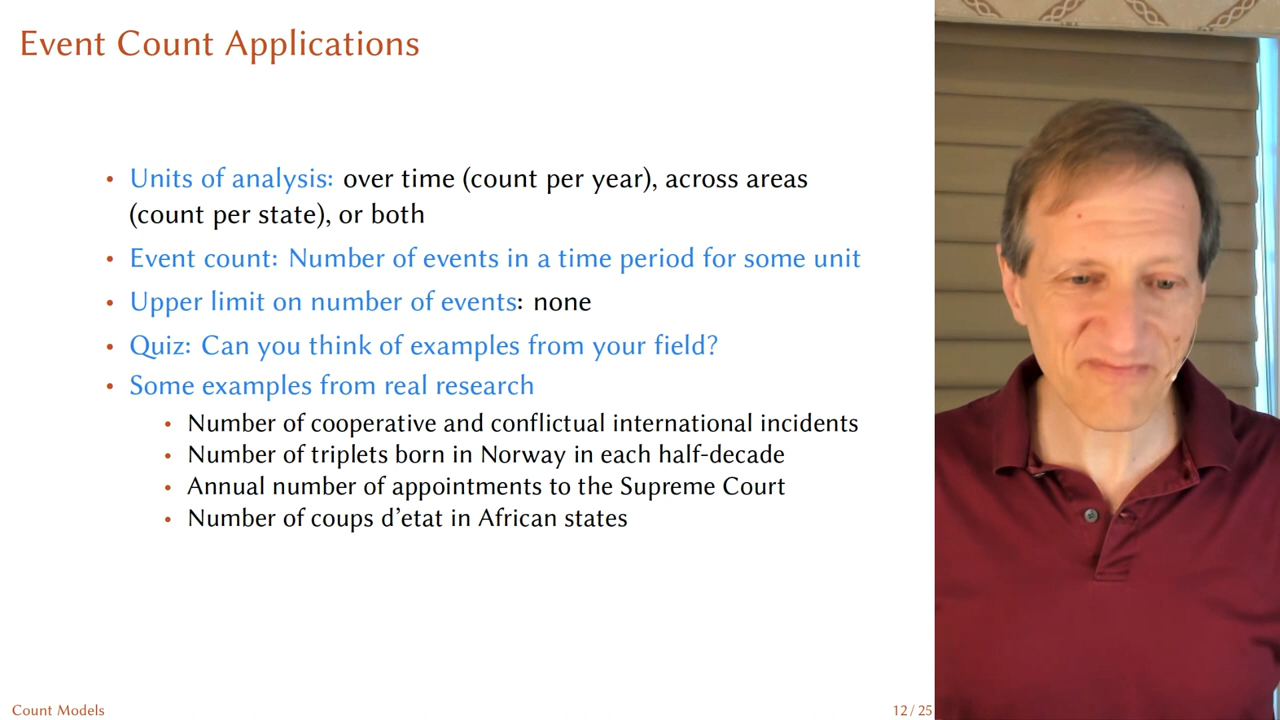 Event Count Applications
• Units of analysis: over time (count per year), across areas
(count per state), or both
• Event count: Number of events in a time period for some unit
• Upper limit on number of events: none
• Quiz: Can you think of examples from your field?
• Some examples from real research
• Number of cooperative and conflictual international incidents
• Number of triplets born in Norway in each half-decade
• Annual number of appointments to the Supreme Court
• Number of coups d'etat in African states
Count Models
12 / 25